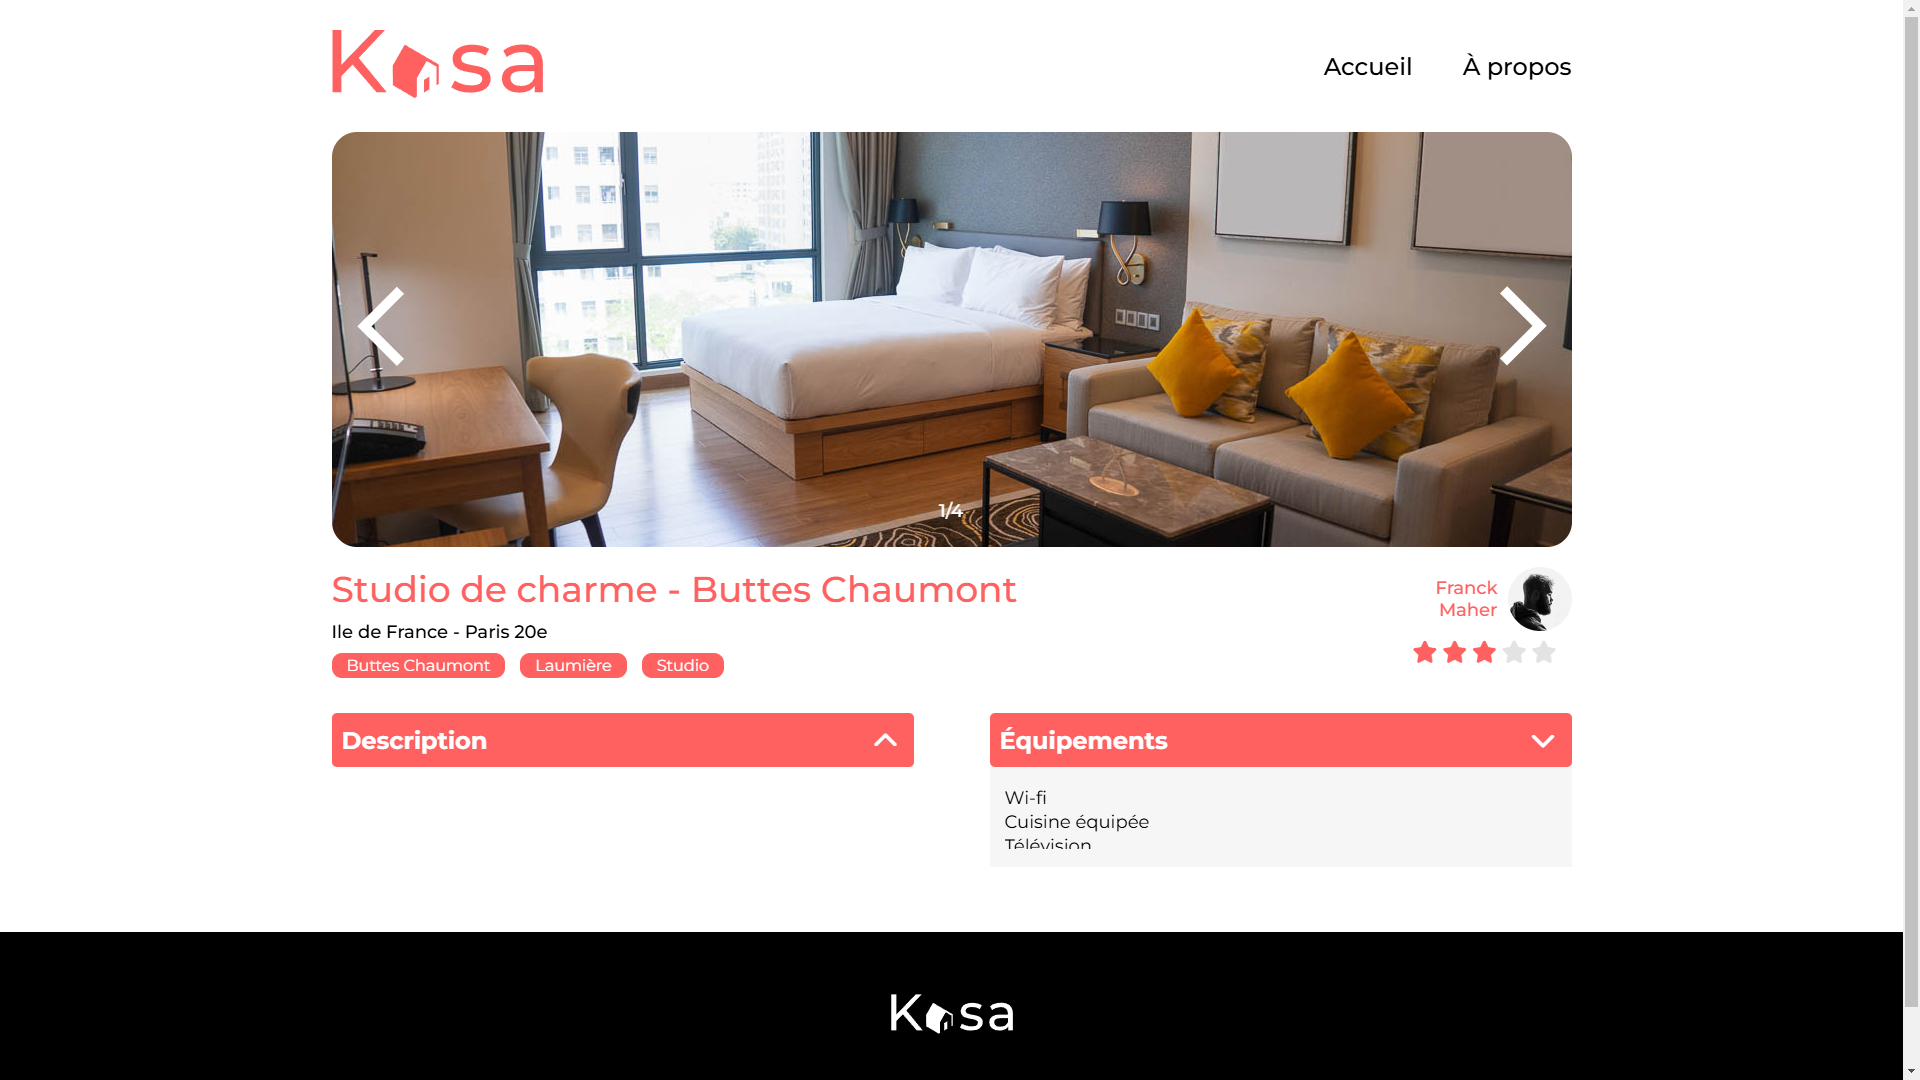 Kasa
Accueil
À propos
1/4
Studio de charme - Buttes Chaumont
Ile de France - Paris 20e
Buttes Chaumont
Laumière
Studio
Franck
Maher
Description
Équipements
Wi-fi
Cuisine équipée
Télévision
Kasa